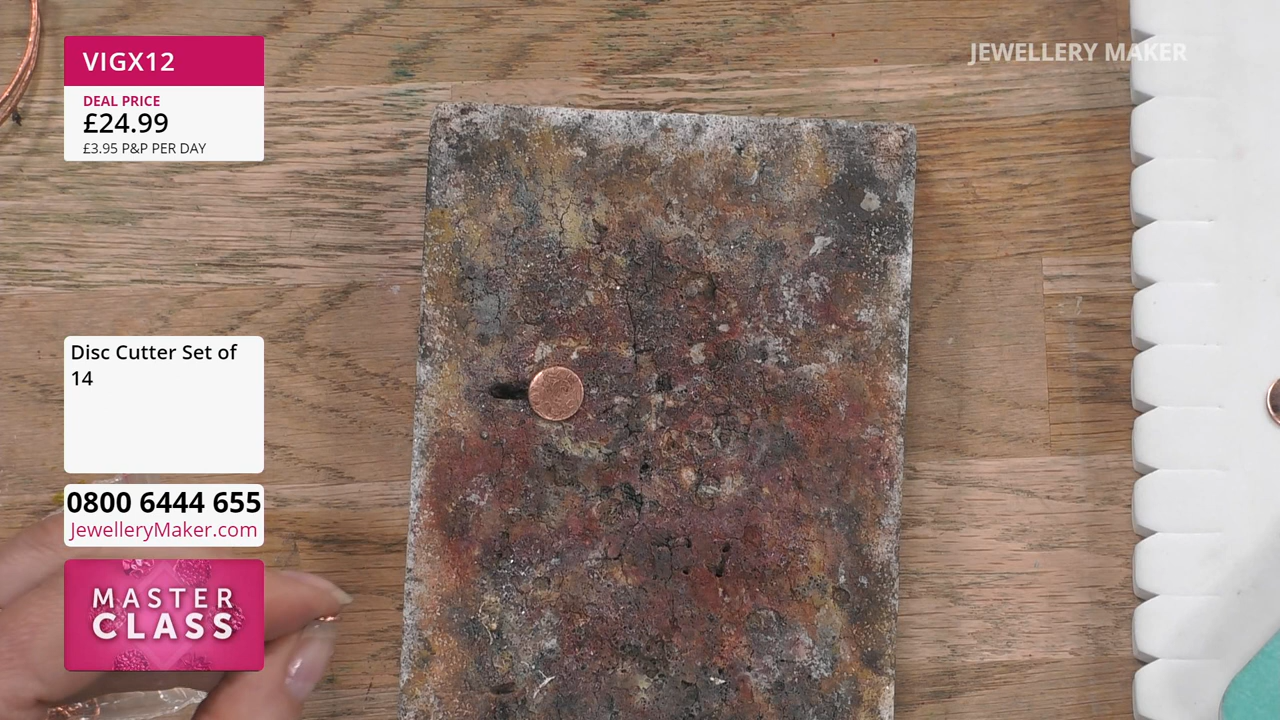 VIGX12
DEAL PRICE
£24.99
£3.95 P&P PER DAY
JEWELLERY MAKER
Disc Cutter Set of
14
0800 6444 655
JewelleryMaker.com
MASTER
CLASS